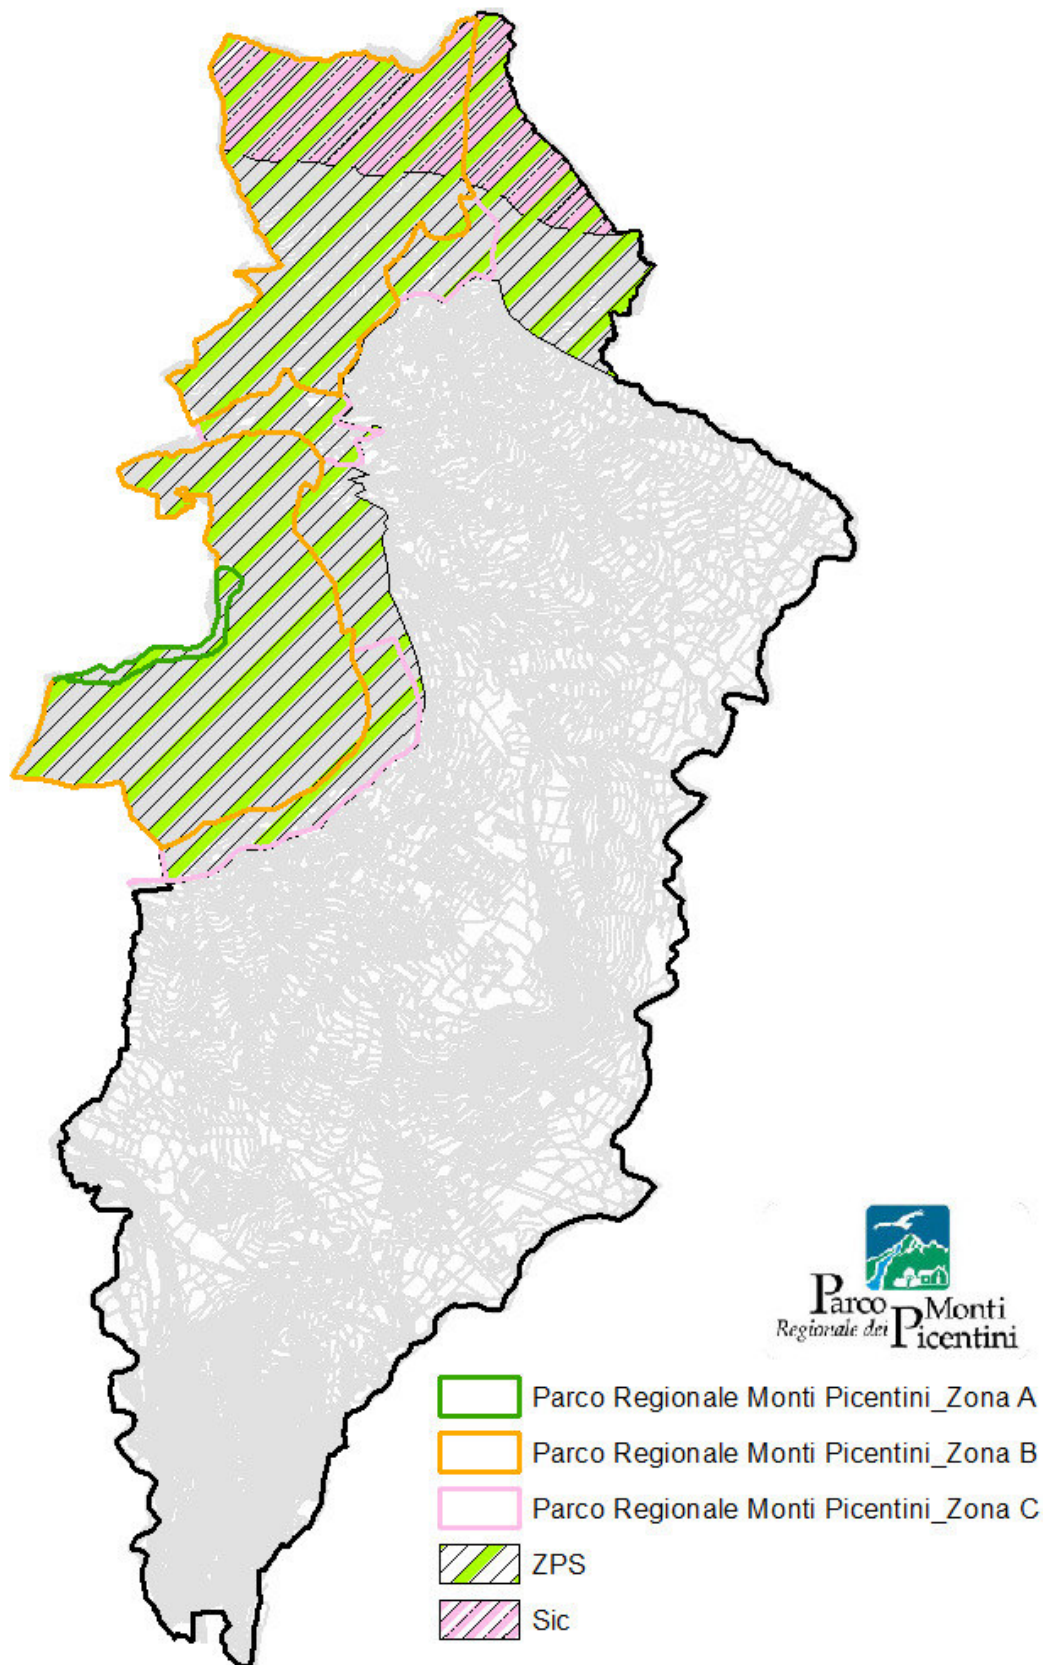 Parco Monti
Regionale dei Picentini
Parco Regionale Monti Picentini_Zona A
Parco Regionale Monti Picentini_Zona B
Parco Regionale Monti Picentini_Zona C
ZPS
Sic